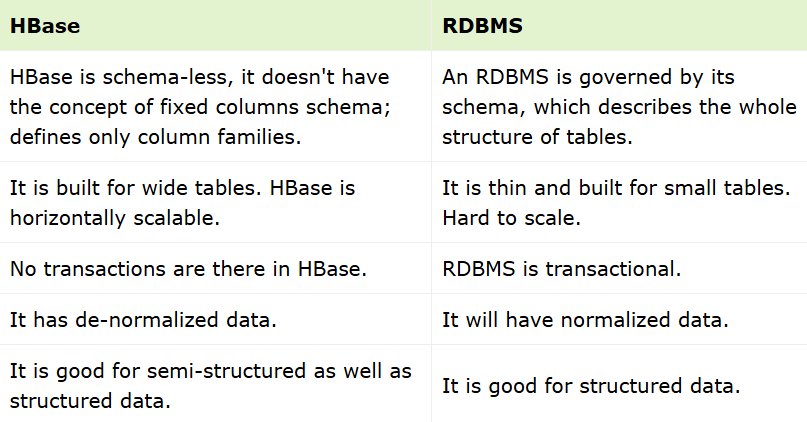 HBase
RDBMS
HBase is schema-less, it doesn't have
the concept of fixed columns schema;
defines only column families.
An RDBMS is governed by its
schema, which describes the whole
structure of tables.
It is built for wide tables. HBase is
horizontally scalable.
It is thin and built for small tables.
Hard to scale.
No transactions are there in HBase.
RDBMS is transactional.
It has de-normalized data.
It will have normalized data.
It is good for semi-structured as well as
structured data.
It is good for structured data.